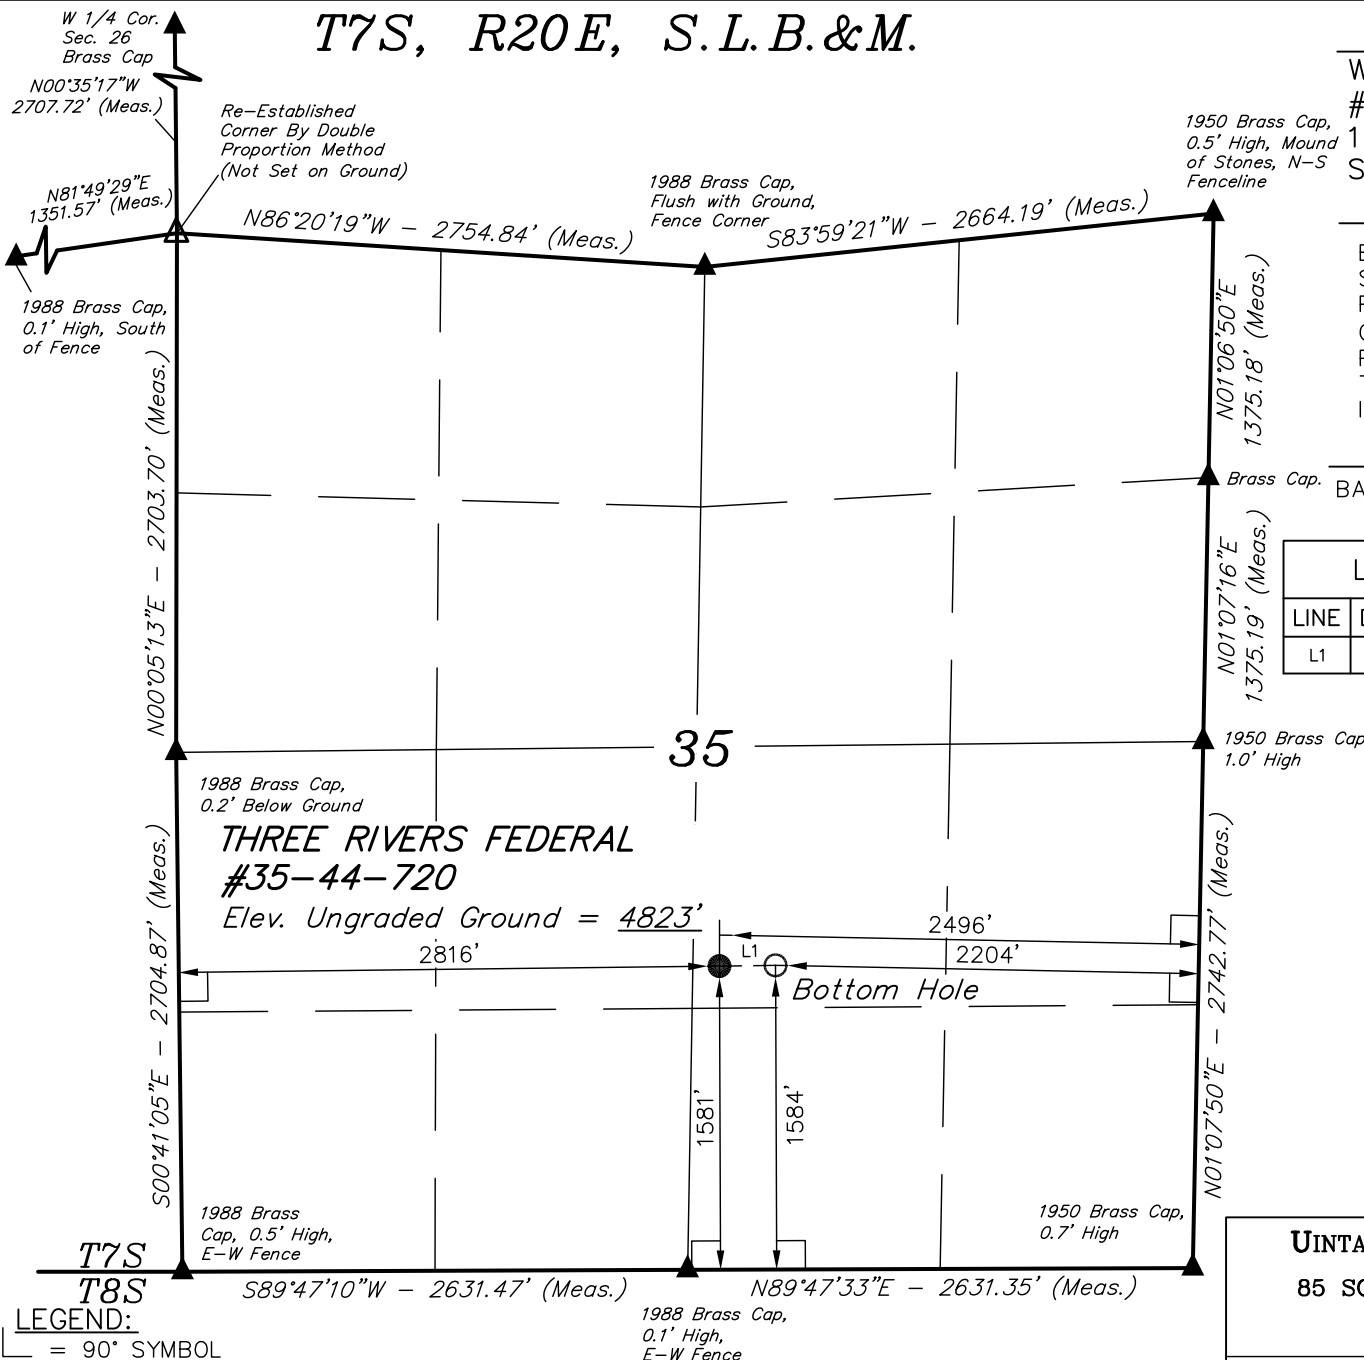 T7S, R20E, S.L.B.&M.
W 1/4 Cor.
Sec. 26
Brass Cap
N00°35'17"W
2707.72' (Meas.)
Re-Established
Corner By Double
Proportion Method
(Not Set on Ground)
N81°49'29"E
1351.57' (Meas.)
1988 Brass Cap,
0.1' High, South
of Fence
N86°20'19"W - 2754.84' (Meas.)
1988 Brass Cap,
Flush with Ground,
Fence Corner
S83°59'21"W - 2664.19' (Meas.)
1950 Brass Cap,
0.5' High, Mound
of Stones, N-S
Fenceline
W
#
1
S
N01°06'50"E
1375.18' (Meas.)
Brass Cap.
BA
N01°07'16"E
1375.19' (Meas.)
L
LINE
L1
N00°05'13"E - 2703.70' (Meas.)
35
1950 Brass Cap
1.0' High
1988 Brass Cap,
0.2' Below Ground
THREE RIVERS FEDERAL
#35-44-720
Elev. Ungraded Ground = 4823'
2496'
2816'
L1
2204'
Bottom Hole
1581'
1584'
S00°41'05"E - 2704.87' (Meas.)
N01°07'50"E - 2742.77' (Meas.)
1988 Brass
Cap, 0.5' High,
E-W Fence
1950 Brass Cap,
0.7' High
T7S
T8S
S89°47'10"W - 2631.47' (Meas.)
N89°47'33"E - 2631.35' (Meas.)
1988 Brass Cap,
0.1' High,
E-W Fence
LEGEND:
= 90° SYMBOL
UINTA
85 SO